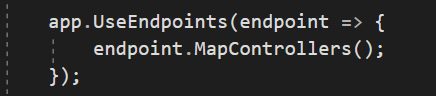 app.UseEndpoints(endpoint => {
    endpoint.MapControllers();
});